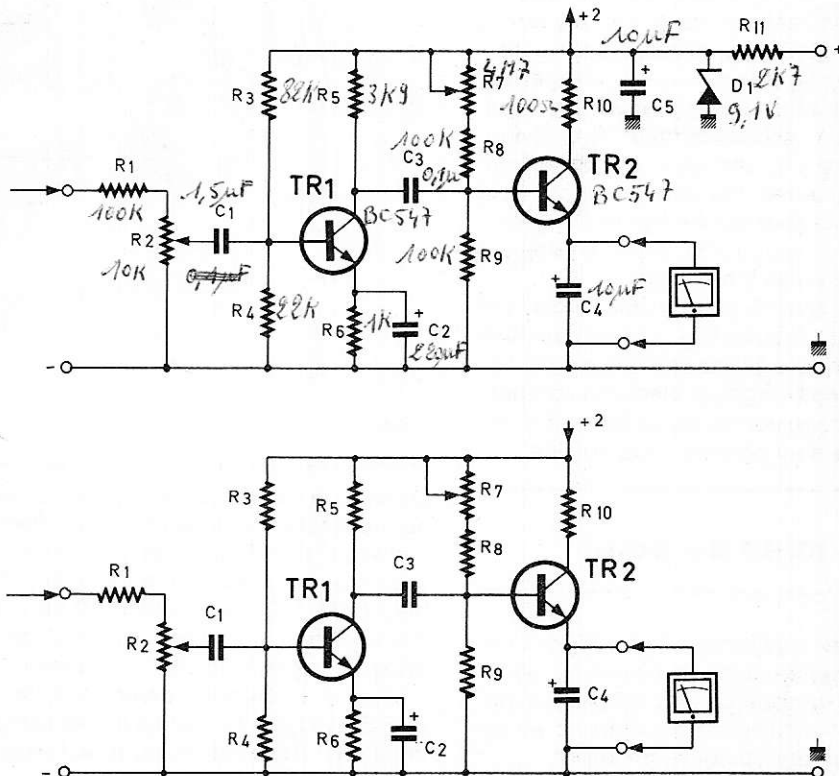 +2
10µF
R11
+
R3
82K
R5
3K9
4M7
R7
100Ω
R10
+
C5
D1
2K7
9,1V
100K
R8
C3
0,1µ
TR1
TR2
R1
100K
1,5µF
C1
BC547
BC547
R2
10K
0,1µF
100K
R9
R4
22K
R6
1K
+
C2
220µF
+
10µF
C4
-
+2
R3
R5
R7
R10
R8
C3
TR1
TR2
R1
C1
R2
R9
R4
R6
+
C2
+
C4
-